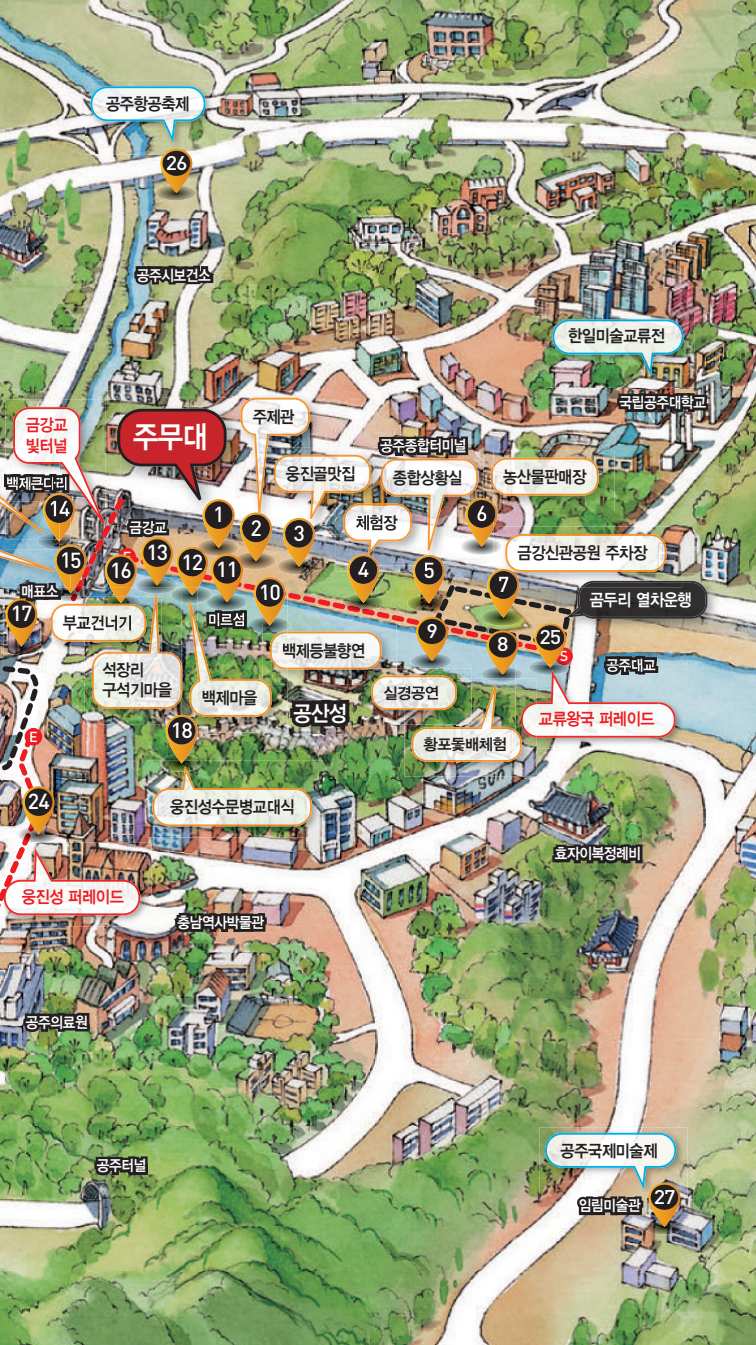 공주항공축제
26
공주시보건소
한일미술교류전
국립공주대학교
금강교
빛터널
주무대
주제관
공주종합터미널
웅진골맛집
종합상황실
농산물판매장
백제큰다리
체험장
14
1
2
3
6
금강교
금강신관공원 주차장
15
16
13
12
11
10
4
5
7
곰두리 열차운행
매표소
17
부교건너기
미르섬
9
8
25
S
백제등불향연
공주대교
석장리
구석기마을
백제마을
실경공연
공산성
교류왕국 퍼레이드
18
황포돛배체험
E
24
웅진성수문병교대식
효자이복정례비
웅진성 퍼레이드
충남역사박물관
공주의료원
공주터널
공주국제미술제
임립미술관
27